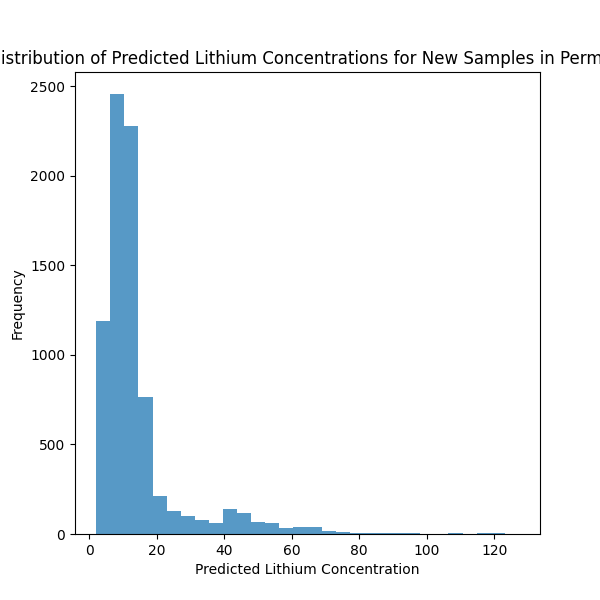 istribution of Predicted Lithium Concentrations for New Samples in Perm
2500
2000
1500
1000
500
0
Frequency
0 20 40 60 80 100 120
Predicted Lithium Concentration